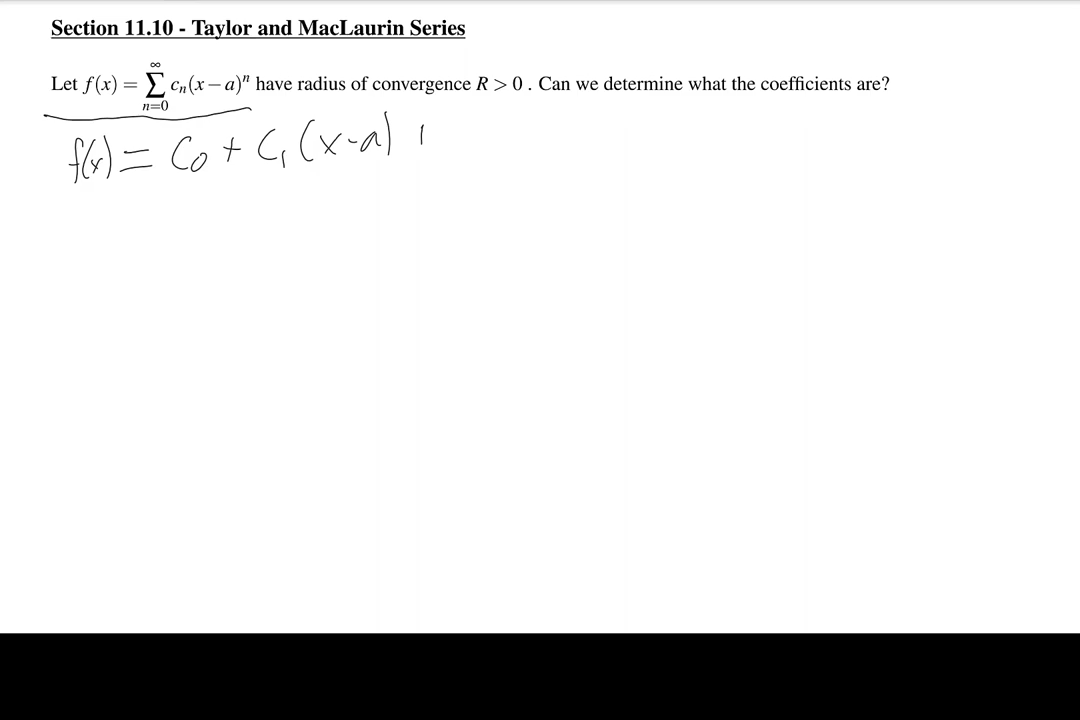 Section 11.10 - Taylor and MacLaurin Series
Let f(x) = ∞∑n=0 cₙ(x−a)ⁿ have radius of convergence R > 0 . Can we determine what the coefficients are?
f(x) = C₀ + C₁(x-a)